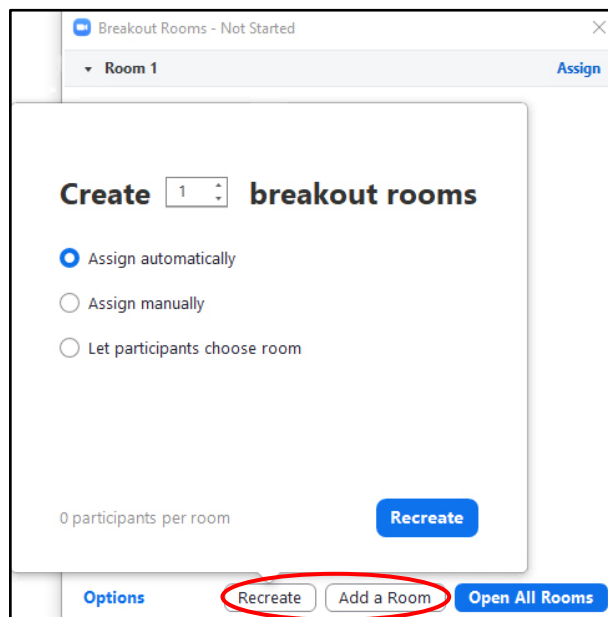 Breakout Rooms - Not Started
Room 1 Assign
Create 1 breakout rooms
Assign automatically
Assign manually
Let participants choose room
0 participants per room Recreate
Options Recreate Add a Room Open All Rooms